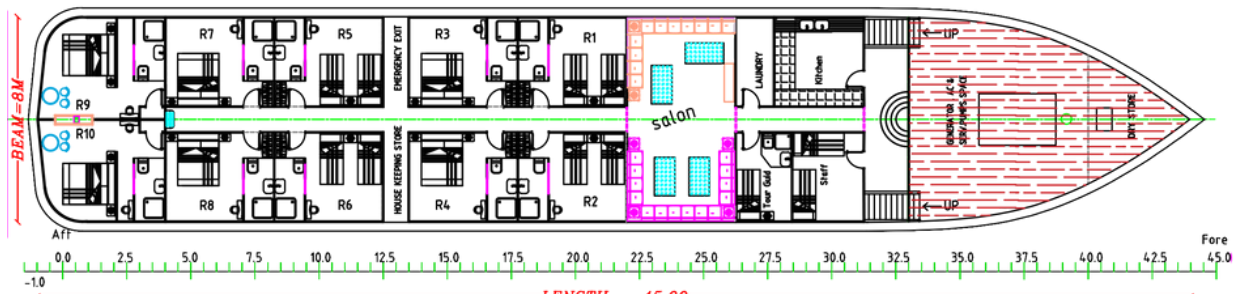 R7
R5
EMERGENCY EXIT
R3
R1
LAUNDRY
Kitchen
UP
BEAM=8M
R9
R10
salon
GENERATOR AC &
SERV.PUMPS.SPACE
DRY STORE
R8
R6
HOUSE KEEPING STORE
R4
R2
Tour Guid
Staff
UP
Aft
Fore
0.0 2.5 5.0 7.5 10.0 12.5 15.0 17.5 20.0 22.5 25.0 27.5 30.0 32.5 35.0 37.5 40.0 42.5 45.0
-1.0